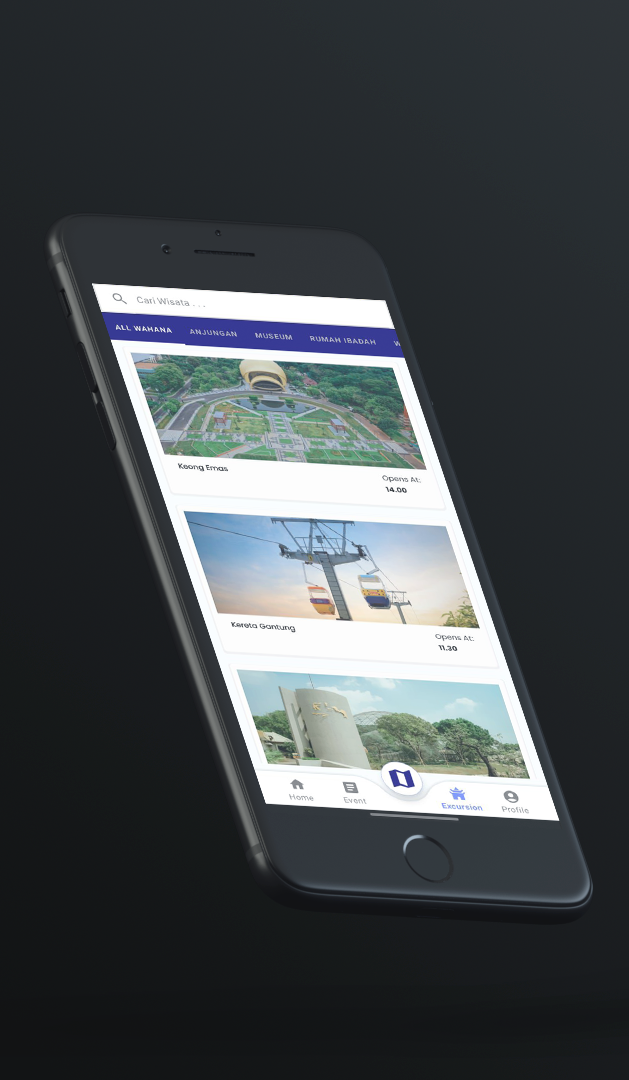 Cari Wisata . . .
ALL WAHANA ANJUNGAN MUSEUM RUMAH IBADAH W
Keong Emas
Opens At:
14.00
Kereta Gantung
Opens At:
11.30
Home Event Excursion Profile